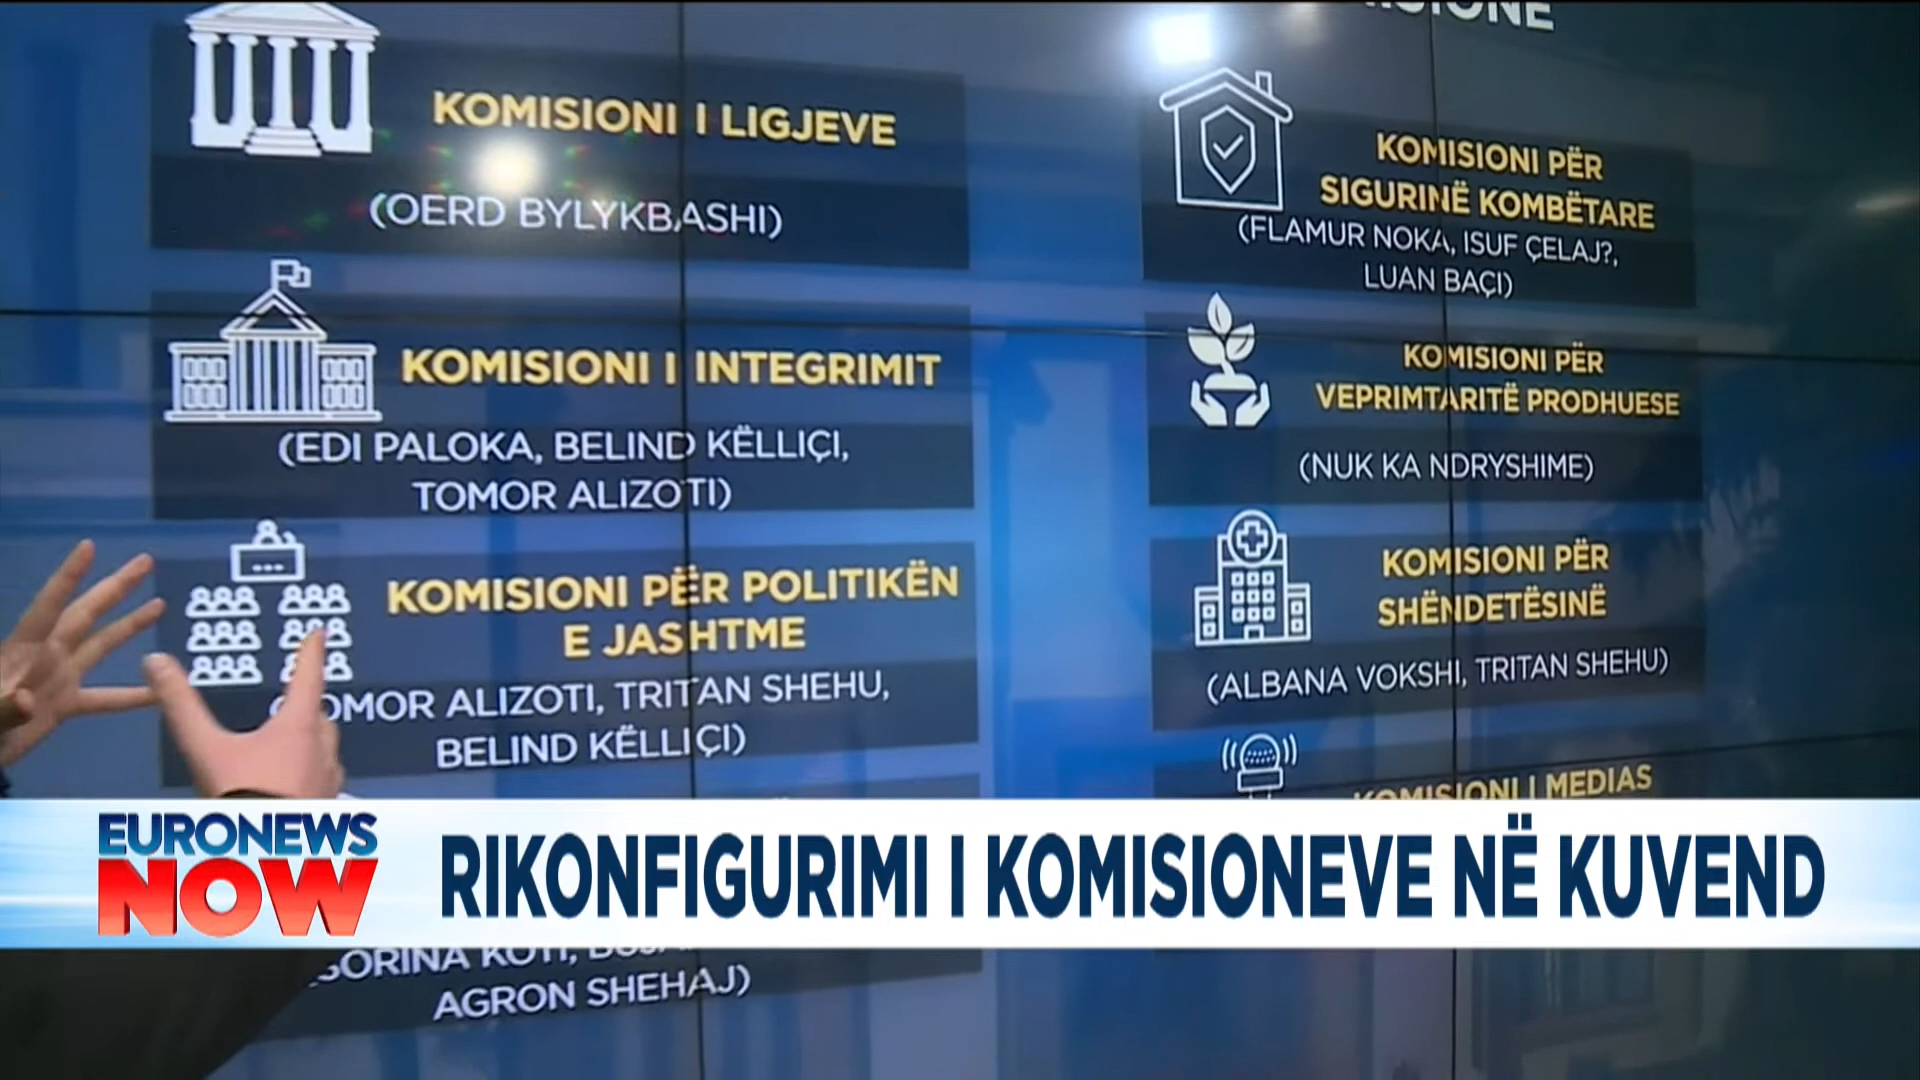 KOMISIONI I LIGJEVE
(OERD BYLYKBASHI)
KOMISIONI I INTEGRIMIT
(EDI PALOKA, BELIND KËLLIÇI,
TOMOR ALIZOTI)
KOMISIONI PËR POLITIKËN
E JASHTME
ALIZOTI, TRITAN SHEHU,
BELIND KËLLIÇI)
AGRON SHEHAJ)
KOMISIONI PËR
SIGURINË KOMBËTARE
(FLAMUR NOKA, ISUF ÇELAJ?,
LUAN BAÇI)
KOMISIONI PËR
VEPRIMTARITË PRODHUESE
(NUK KA NDRYSHIME)
KOMISIONI PËR
SHËNDETËSINË
(ALBANA VOKSHI, TRITAN SHEHU)
KOMISIONI I MEDIAS
EURONEWS
NOW
RIKONFIGURIMI I KOMISIONEVE NË KUVEND